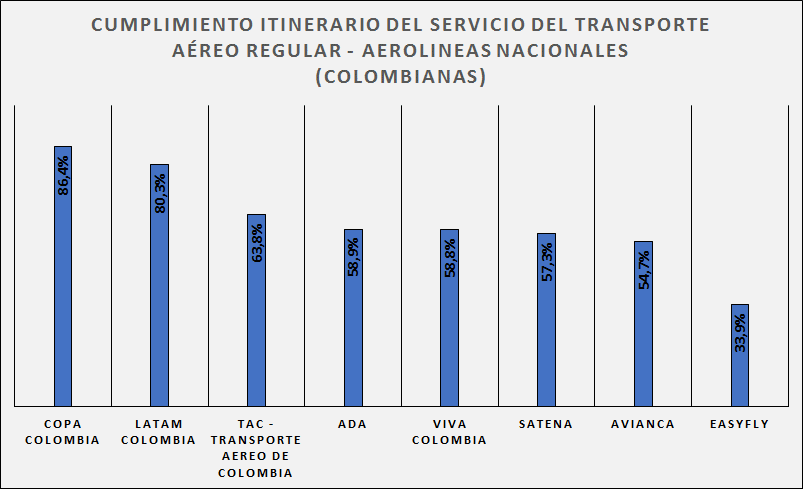 CUMPLIMIENTO ITINERARIO DEL SERVICIO DEL TRANSPORTE
AÉREO REGULAR - AEROLINEAS NACIONALES
(COLOMBIANAS)
86,4%
80,3%
63,8%
58,9%
58,8%
57,3%
54,7%
33,9%
COPA
COLOMBIA
LATAM
COLOMBIA
TAC -
TRANSPORTE
AEREO DE
COLOMBIA
ADA
VIVA
COLOMBIA
SATENA
AVIANCA
EASYFLY